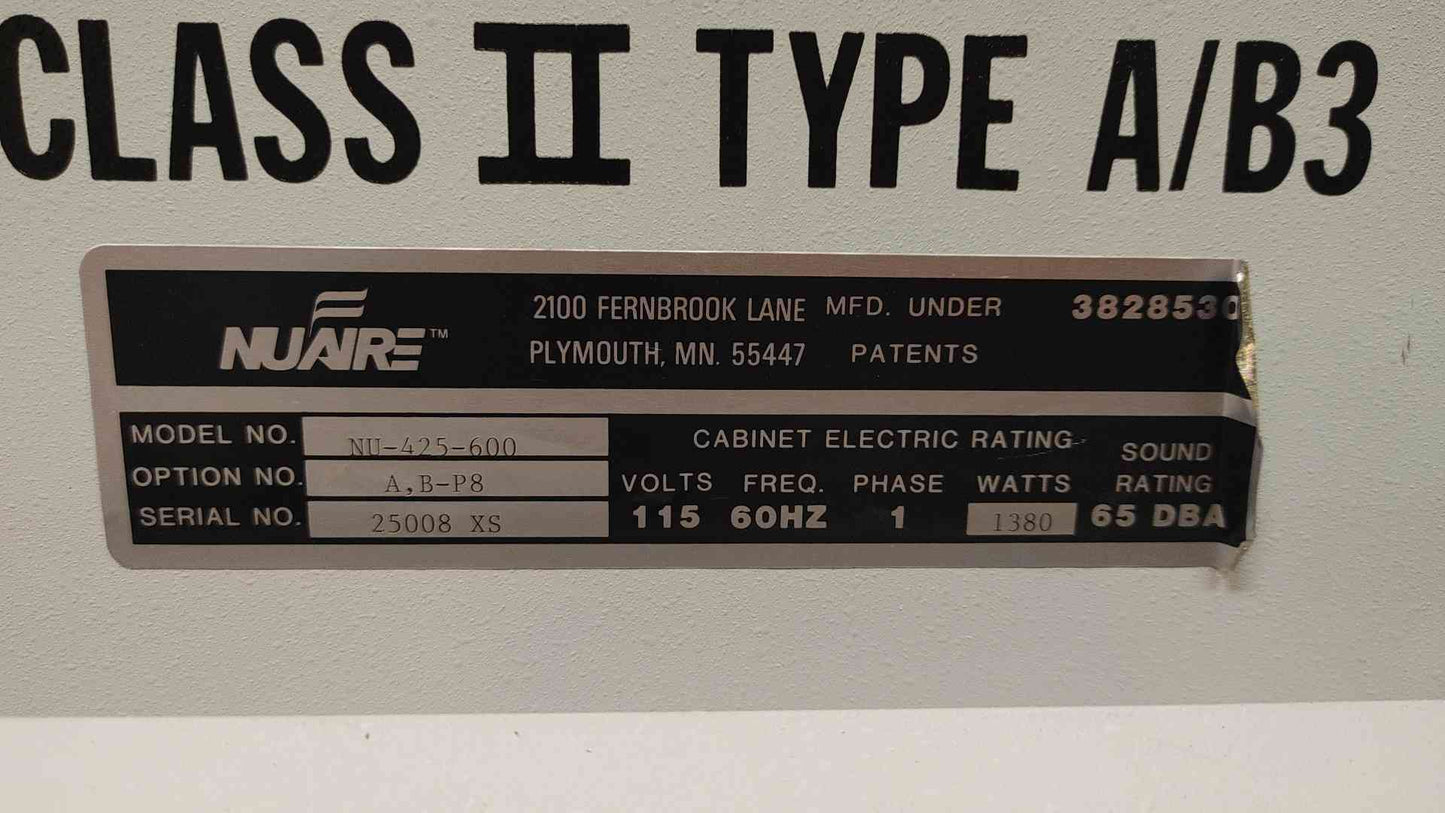 CLASS II TYPE A/B3
NUAIRE™
2100 FERNBROOK LANE
PLYMOUTH, MN. 55447
MFD. UNDER
PATENTS
3828530
MODEL NO. NU-425-600
OPTION NO. A,B-P8
SERIAL NO. 25008 XS
CABINET ELECTRIC RATING
VOLTS FREQ. PHASE WATTS
115 60HZ 1 1380
SOUND
RATING
65 DBA